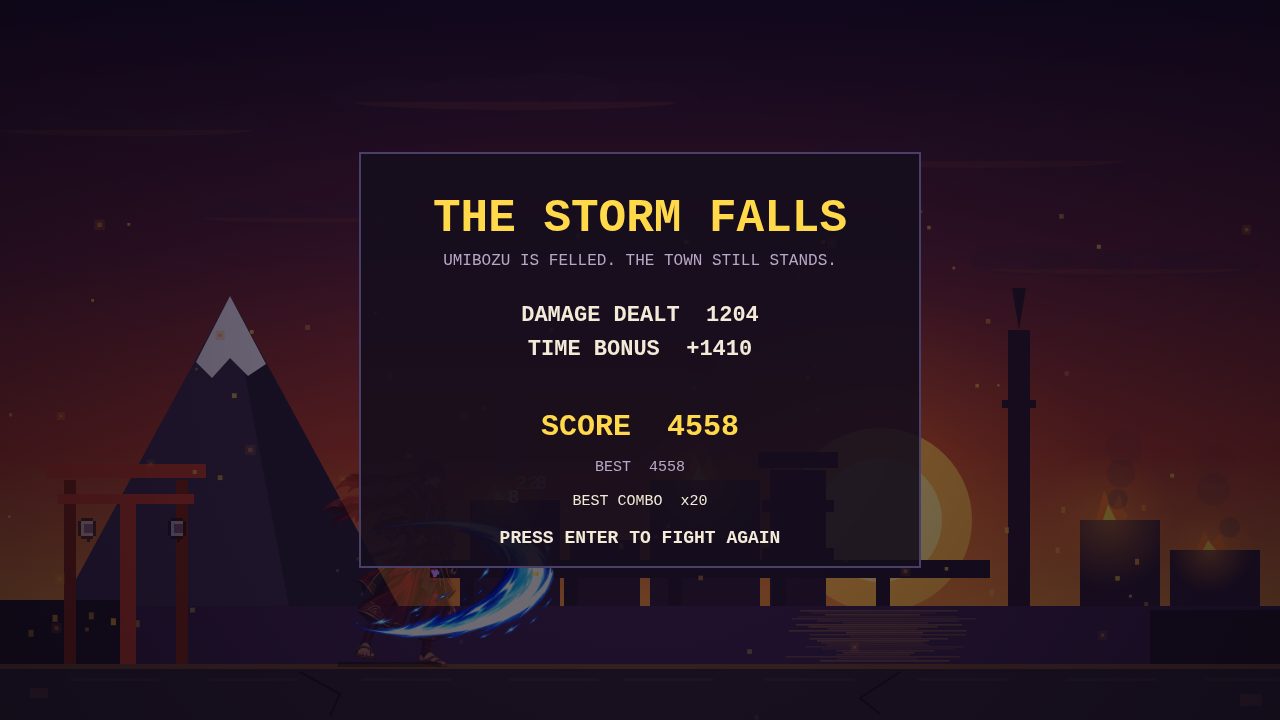 THE STORM FALLS
UMIBOZU IS FELLED. THE TOWN STILL STANDS.
DAMAGE DEALT 1204
TIME BONUS +1410
SCORE 4558
BEST 4558
BEST COMBO x20
PRESS ENTER TO FIGHT AGAIN